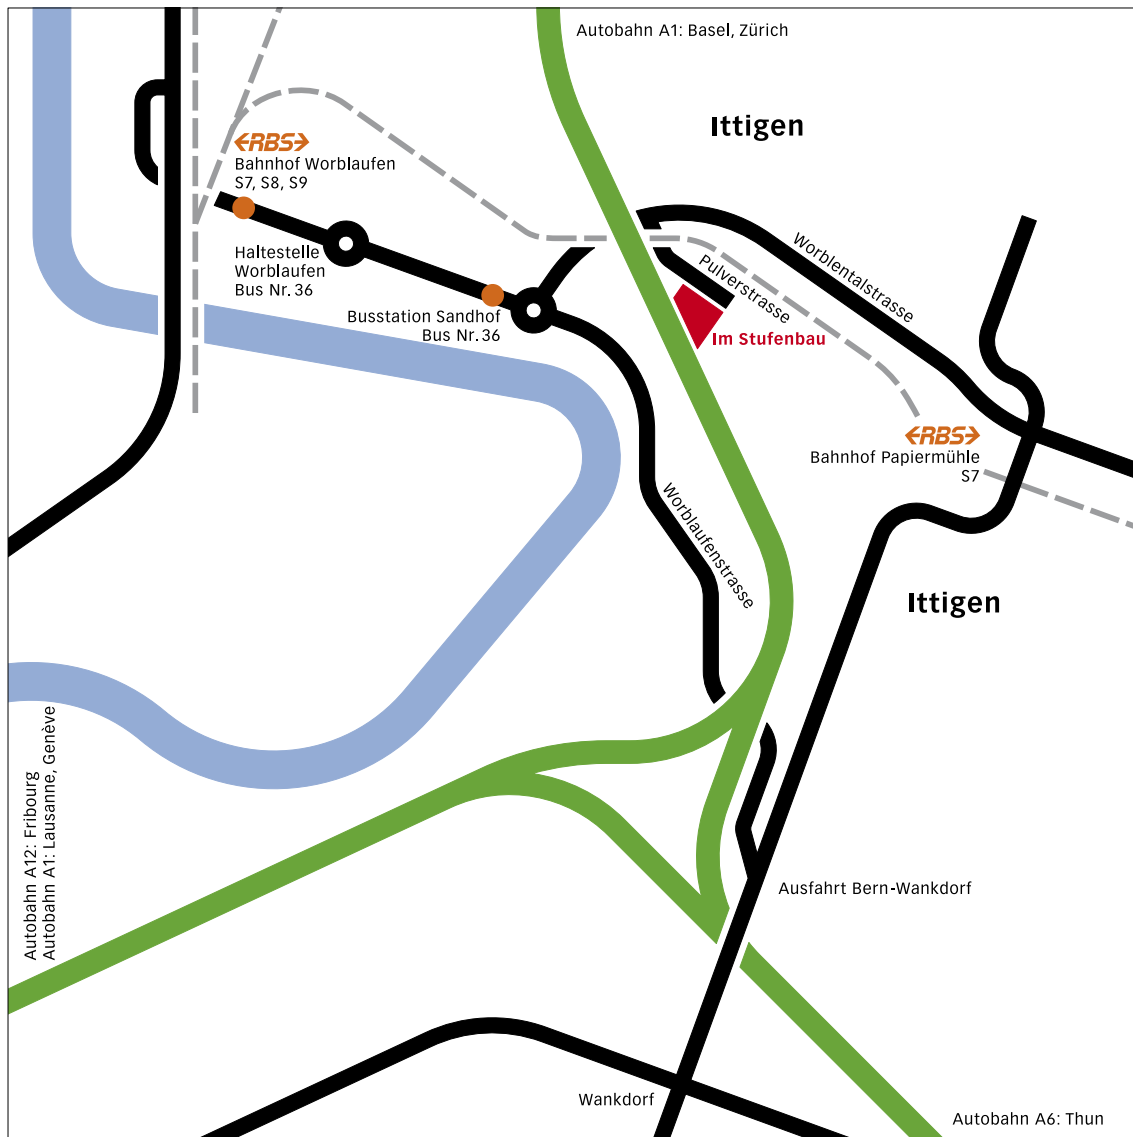 Autobahn A1: Basel, Zürich
Ittigen
RBS
Bahnhof Worblaufen
S7, S8, S9
Haltestelle
Worblaufen
Bus Nr. 36
Busstation Sandhof
Bus Nr. 36
Pulverstrasse
Worblentalstrasse
Im Stufenbau
RBS
Bahnhof Papiermühle
S7
Worblaufenstrasse
Ittigen
Autobahn A12: Fribourg
Autobahn A1: Lausanne, Genève
Ausfahrt Bern-Wankdorf
Wankdorf
Autobahn A6: Thun